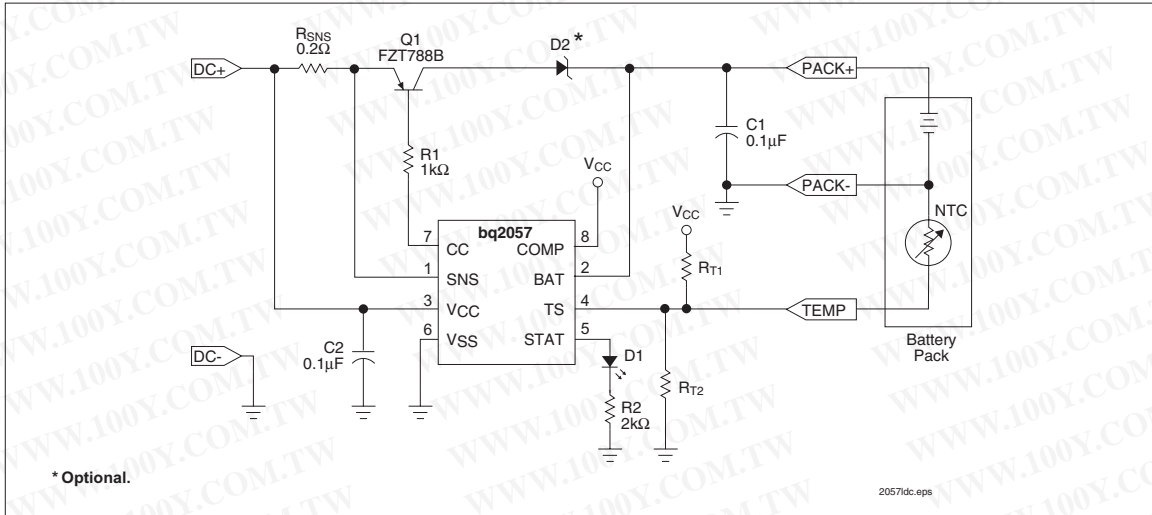 WWW.100Y.COM.TW
DC+
RSNS
0.2Ω
Q1
FZT788B
D2 *
PACK+
R1
1kΩ
C1
0.1µF
VCC
PACK-
NTC
bq2057
7 CC
COMP 8
1 SNS
BAT 2
3 VCC
TS 4
6 VSS
STAT 5
VCC
RT1
TEMP
Battery
Pack
DC-
C2
0.1µF
D1
R2
2kΩ
RT2
* Optional.
2057ldc.eps